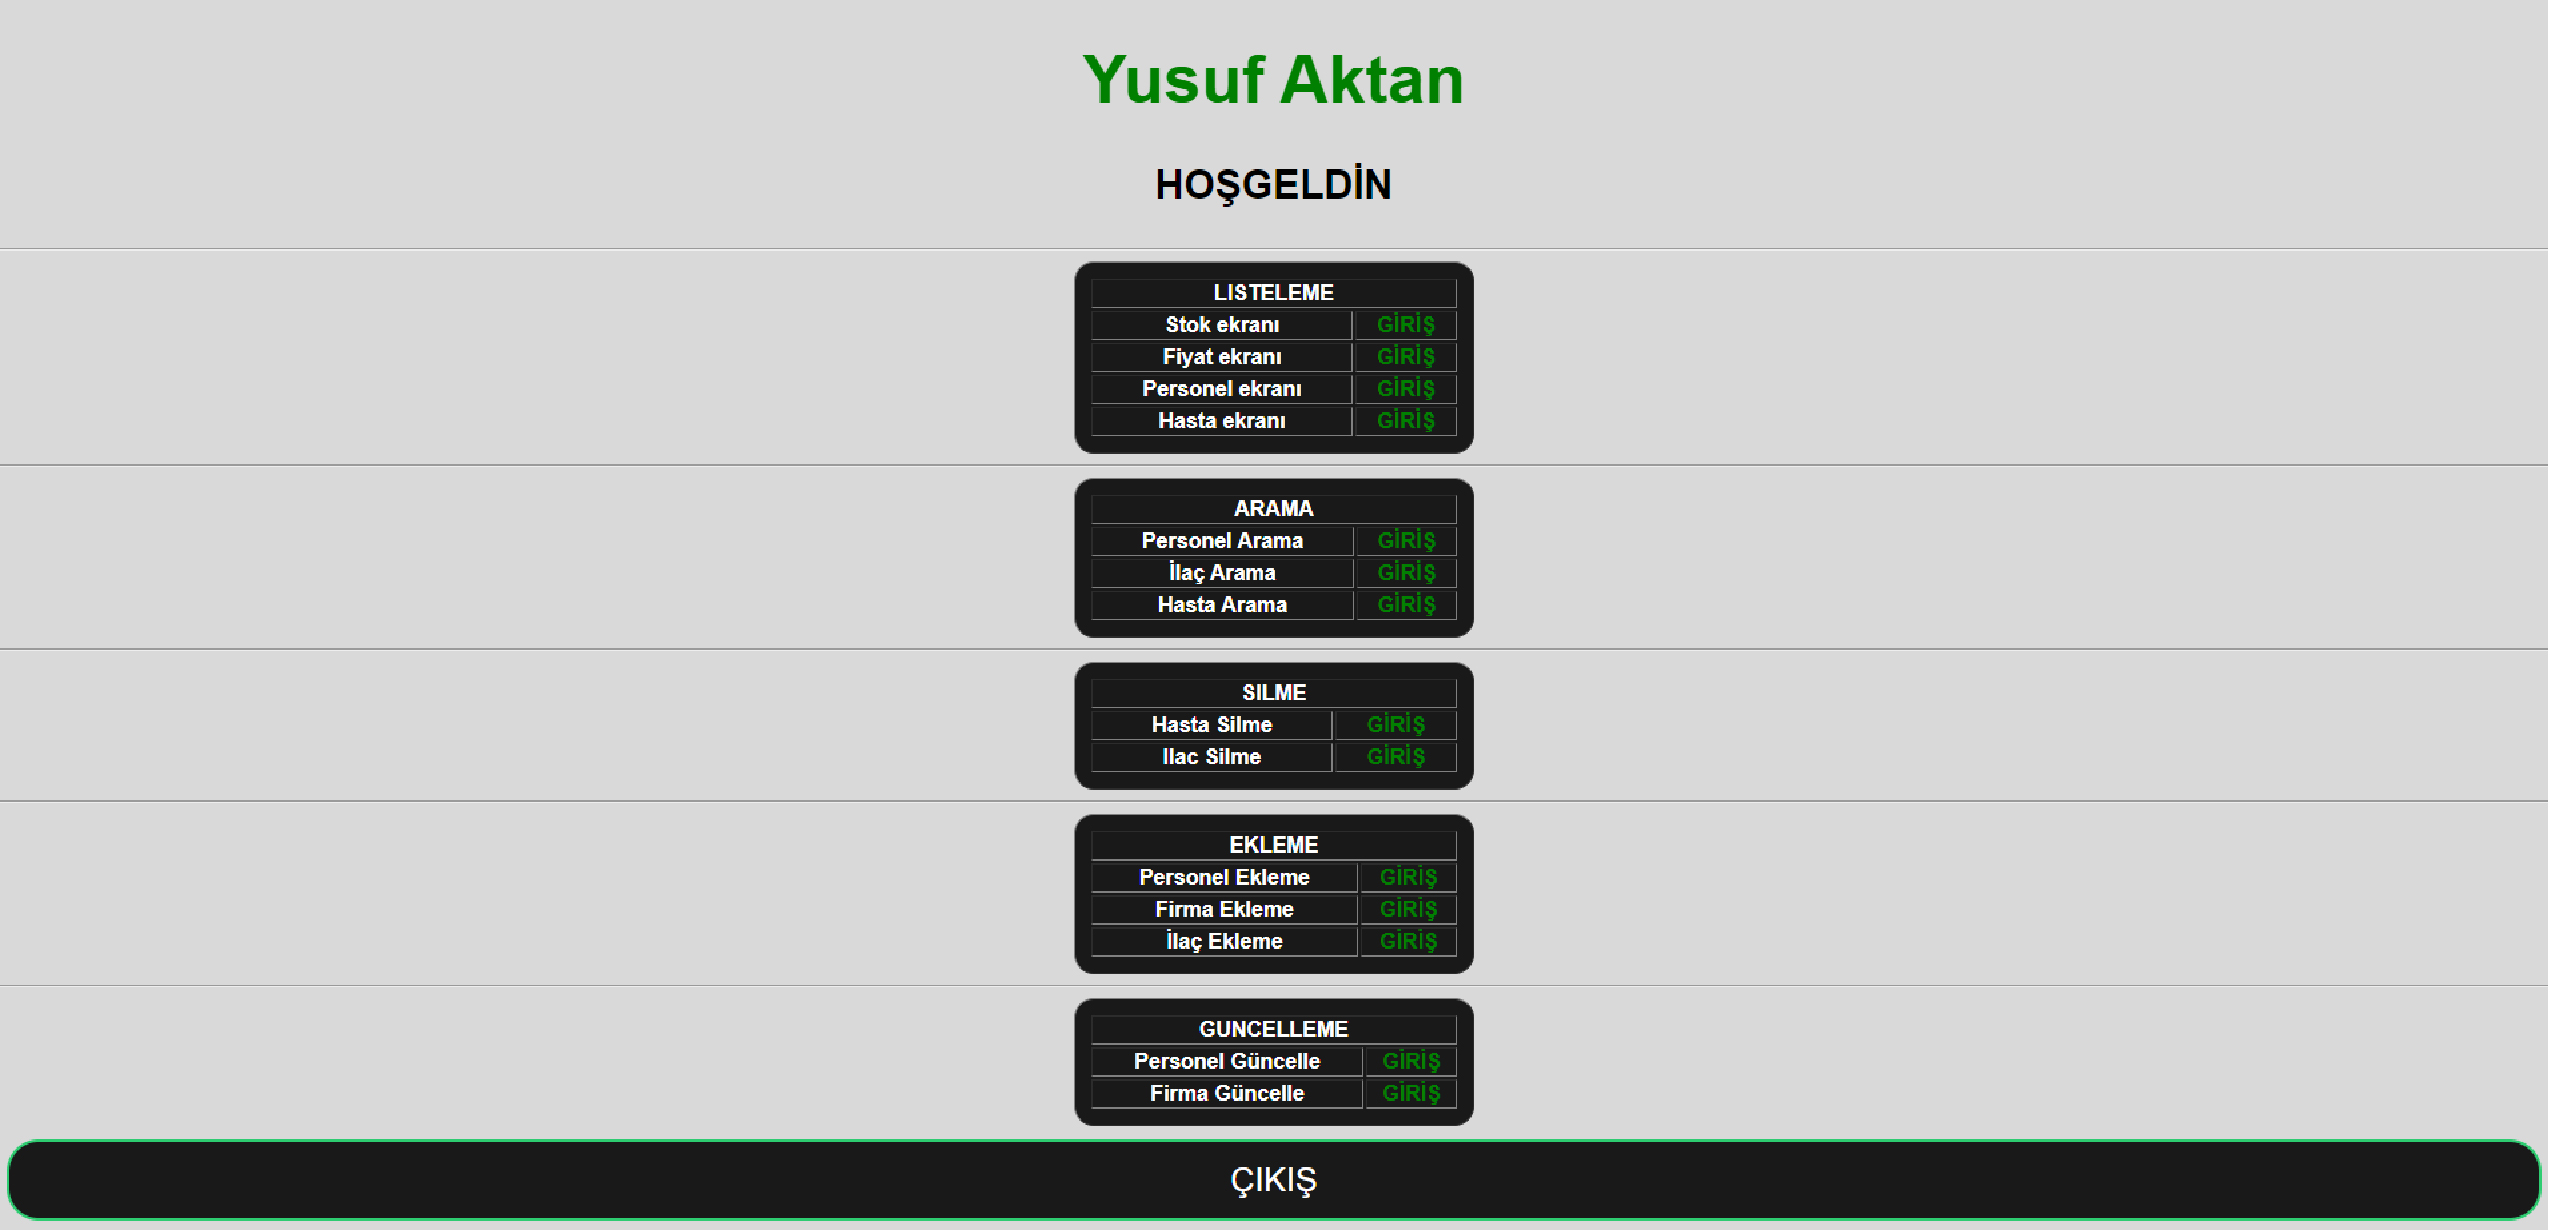 Yusuf Aktan
HOŞGELDİN
LISTELEME
Stok ekranı GİRİŞ
Fiyat ekranı GİRİŞ
Personel ekranı GİRİŞ
Hasta ekranı GİRİŞ
ARAMA
Personel Arama GİRİŞ
İlaç Arama GİRİŞ
Hasta Arama GİRİŞ
SILME
Hasta Silme GİRİŞ
Ilac Silme GİRİŞ
EKLEME
Personel Ekleme GİRİŞ
Firma Ekleme GİRİŞ
İlaç Ekleme GİRİŞ
GUNCELLEME
Personel Güncelle GİRİŞ
Firma Güncelle GİRİŞ
ÇIKIŞ